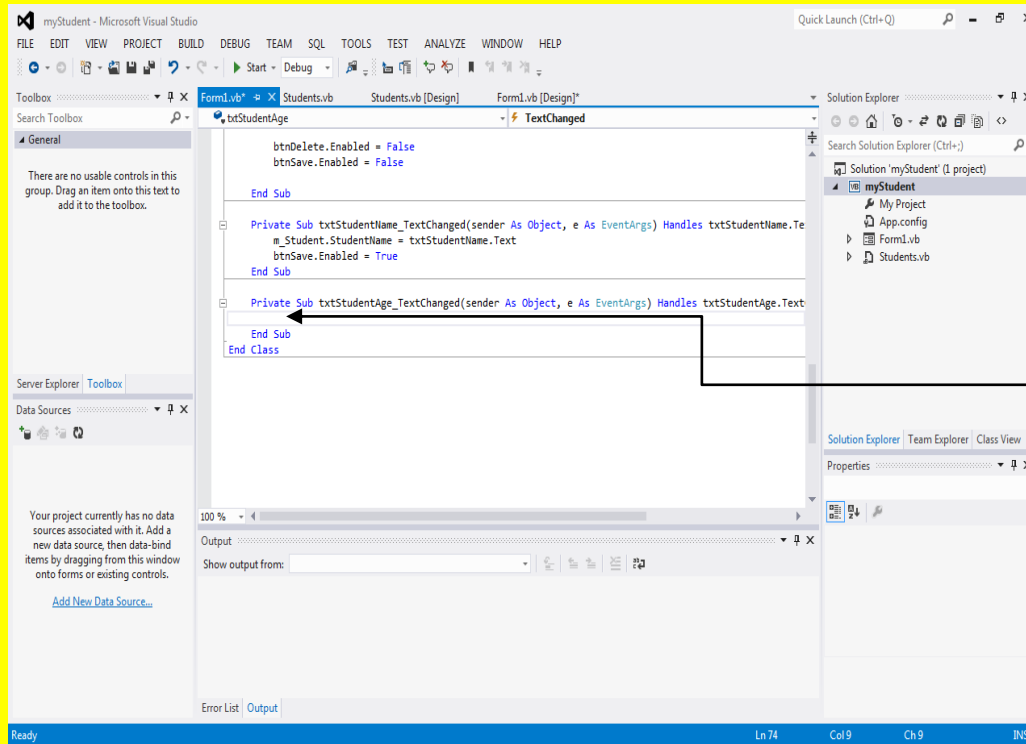 myStudent - Microsoft Visual Studio
Quick Launch (Ctrl+Q)
FILE EDIT VIEW PROJECT BUILD DEBUG TEAM SQL TOOLS TEST ANALYZE WINDOW HELP
Start Debug
Toolbox
Search Toolbox
General
There are no usable controls in this
group. Drag an item onto this text to
add it to the toolbox.
Server Explorer Toolbox
Data Sources
Your project currently has no data
sources associated with it. Add a
new data source, then data-bind
items by dragging from this window
onto forms or existing controls.
Add New Data Source...
Form1.vb* Students.vb Students.vb [Design] Form1.vb [Design]*
txtStudentAge TextChanged
btnDelete.Enabled = False
btnSave.Enabled = False
End Sub
Private Sub txtStudentName_TextChanged(sender As Object, e As EventArgs) Handles txtStudentName.Te
m_Student.StudentName = txtStudentName.Text
btnSave.Enabled = True
End Sub
Private Sub txtStudentAge_TextChanged(sender As Object, e As EventArgs) Handles txtStudentAge.Text
End Sub
End Class
100 %
Output
Show output from:
Error List Output
Solution Explorer
Search Solution Explorer (Ctrl+;)
Solution 'myStudent' (1 project)
VB myStudent
My Project
App.config
Form1.vb
Students.vb
Solution Explorer Team Explorer Class View
Properties
Ready Ln 74 Col 9 Ch 9 INS